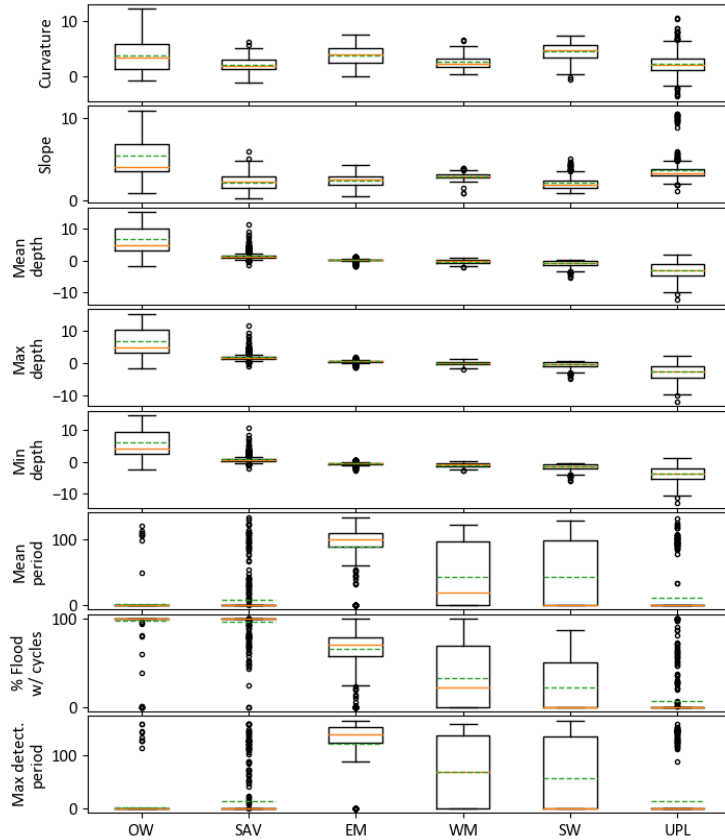 Curvature
10
0
Slope
10
0
Mean
depth
10
0
−10
Max
depth
10
0
−10
Min
depth
10
0
−10
Mean
period
100
0
% Flood
w/ cycles
100
0
Max detect.
period
100
0
OW SAV EM WM SW UPL